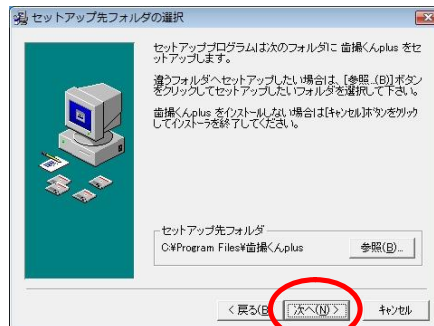 セットアップ先フォルダの選択
セットアッププログラムは次のフォルダに 歯撮くんplus をセ
ットアップします。
違うフォルダへセットアップしたい場合は、[参照..(B)]ボタン
をクリックしてセットアップしたいフォルダを選択して下さい。
歯撮くんplus をインストールしない場合は[キャンセル]ボタンをクリック
してインストーラを終了してください。
セットアップ先フォルダ
C:¥Program Files¥歯撮くんplus
参照(B)...
< 戻る(B
次へ(N) >
キャンセル